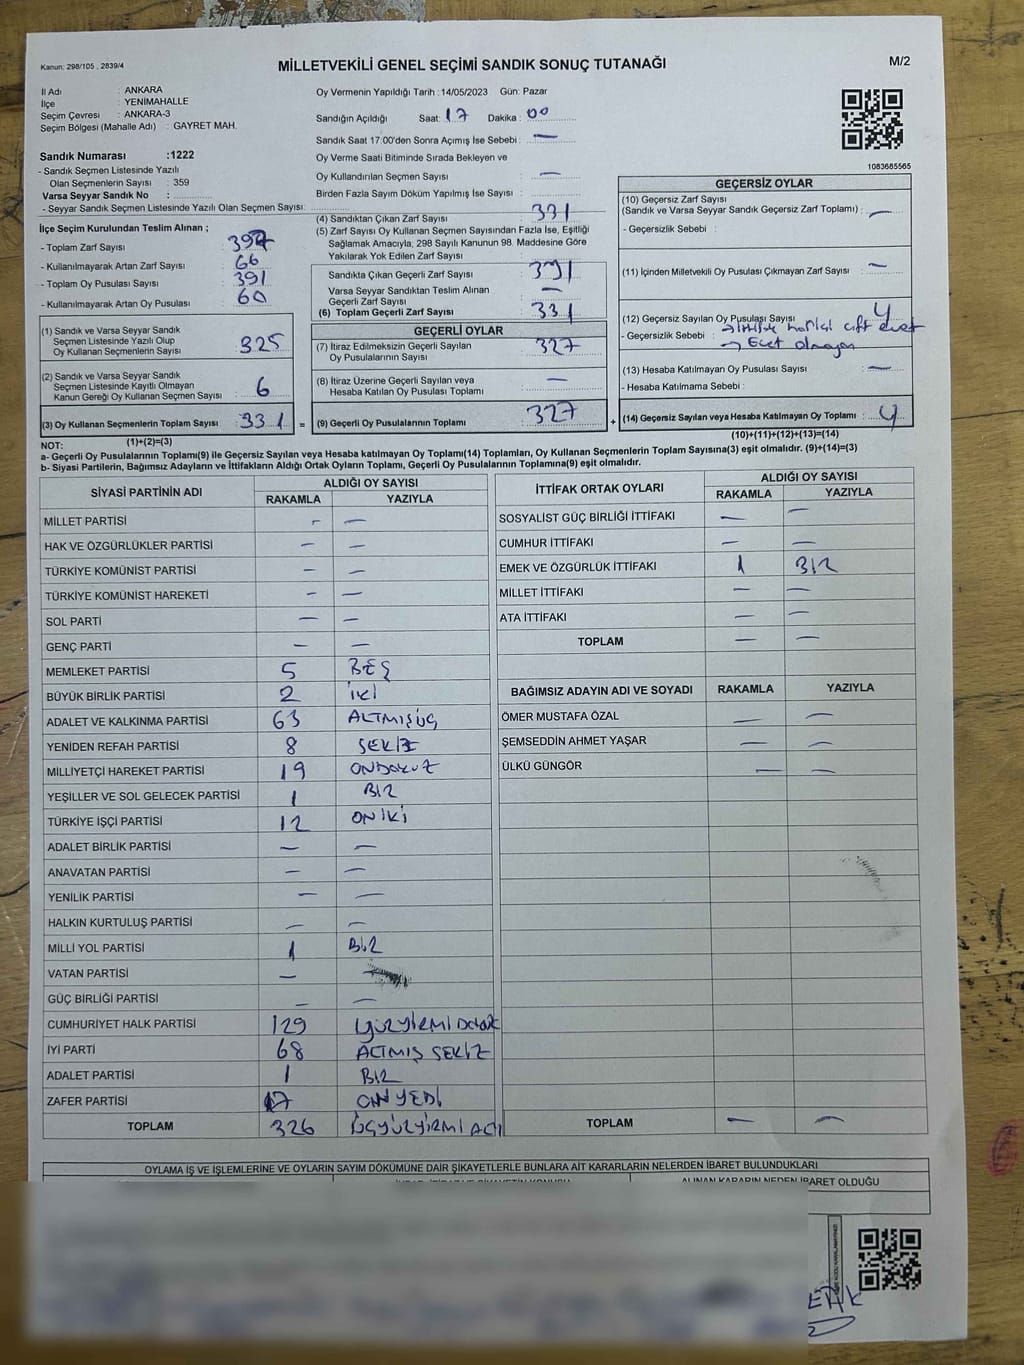 Kanun: 298/105 , 2839/4
MİLLETVEKİLİ GENEL SEÇİMİ SANDIK SONUÇ TUTANAĞI
M/2
İl Adı : ANKARA
İlçe : YENİMAHALLE
Seçim Çevresi : ANKARA-3
Seçim Bölgesi (Mahalle Adı) : GAYRET MAH.
Sandık Numarası :1222
- Sandık Seçmen Listesinde Yazılı
Olan Seçmenlerin Sayısı : 359
Varsa Seyyar Sandık No :
- Seyyar Sandık Seçmen Listesinde Yazılı Olan Seçmen Sayısı:
İlçe Seçim Kurulundan Teslim Alınan ;
- Toplam Zarf Sayısı :
- Kullanılmayarak Artan Zarf Sayısı : 66
- Toplam Oy Pusulası Sayısı : 391
- Kullanılmayarak Artan Oy Pusulası : 60
(1) Sandık ve Varsa Seyyar Sandık
Seçmen Listesinde Yazılı Olup
Oy Kullanan Seçmenlerin Sayısı : 325
(2) Sandık ve Varsa Seyyar Sandık
Seçmen Listesinde Kayıtlı Olmayan
Kanun Gereği Oy Kullanan Seçmen Sayısı : 6
(3) Oy Kullanan Seçmenlerin Toplam Sayısı : 331 =
(1)+(2)=(3)
Oy Vermenin Yapıldığı Tarih :14/05/2023 Gün: Pazar
Sandığın Açıldığı Saat: 17 Dakika : 00
Sandık Saat 17:00'den Sonra Açımış İse Sebebi : —
Oy Verme Saati Bitiminde Sırada Bekleyen ve
Oy Kullandırılan Seçmen Sayısı : —
Birden Fazla Sayım Döküm Yapılmış İse Sayısı :
(4) Sandıktan Çıkan Zarf Sayısı : 331
(5) Zarf Sayısı Oy Kullanan Seçmen Sayısından Fazla İse, Eşitliği
Sağlamak Amacıyla, 298 Sayılı Kanunun 98. Maddesine Göre
Yakılarak Yok Edilen Zarf Sayısı :
Sandıkta Çıkan Geçerli Zarf Sayısı : 331
Varsa Seyyar Sandıktan Teslim Alınan
Geçerli Zarf Sayısı : —
(6) Toplam Geçerli Zarf Sayısı : 331
GEÇERLİ OYLAR
(7) İtiraz Edilmeksizin Geçerli Sayılan
Oy Pusulalarının Sayısı : 327
(8) İtiraz Üzerine Geçerli Sayılan veya
Hesaba Katılan Oy Pusulası Toplamı : —
(9) Geçerli Oy Pusulalarının Toplamı : 327 +
1083685565
GEÇERSİZ OYLAR
(10) Geçersiz Zarf Sayısı
(Sandık ve Varsa Seyyar Sandık Geçersiz Zarf Toplamı) : —
- Geçersizlik Sebebi :
(11) İçinden Milletvekili Oy Pusulası Çıkmayan Zarf Sayısı : —
(12) Geçersiz Sayılan Oy Pusulası Sayısı : 4
- Geçersizlik Sebebi : → ittifak harici çift evet
→ Evet olmayan
(13) Hesaba Katılmayan Oy Pusulası Sayısı : —
- Hesaba Katılmama Sebebi :
(14) Geçersiz Sayılan veya Hesaba Katılmayan Oy Toplamı : 4
(10)+(11)+(12)+(13)=(14)
NOT:
a- Geçerli Oy Pusulalarının Toplamı(9) ile Geçersiz Sayılan veya Hesaba katılmayan Oy Toplamı(14) Toplamları, Oy Kullanan Seçmenlerin Toplam Sayısına(3) eşit olmalıdır. (9)+(14)=(3)
b- Siyasi Partilerin, Bağımsız Adayların ve İttifakların Aldığı Ortak Oyların Toplamı, Geçerli Oy Pusulalarının Toplamına(9) eşit olmalıdır.
SİYASİ PARTİNİN ADI ALDIĞI OY SAYISI
RAKAMLA YAZIYLA
MİLLET PARTİSİ — —
HAK VE ÖZGÜRLÜKLER PARTİSİ — —
TÜRKİYE KOMÜNİST PARTİSİ — —
TÜRKİYE KOMÜNİST HAREKETİ — —
SOL PARTİ — —
GENÇ PARTİ — —
MEMLEKET PARTİSİ 5 BEŞ
BÜYÜK BİRLİK PARTİSİ 2 İKİ
ADALET VE KALKINMA PARTİSİ 63 ALTMIŞÜÇ
YENİDEN REFAH PARTİSİ 8 SEKİZ
MİLLİYETÇİ HAREKET PARTİSİ 19 ONDOKUZ
YEŞİLLER VE SOL GELECEK PARTİSİ 1 BİR
TÜRKİYE İŞÇİ PARTİSİ 12 ONİKİ
ADALET BİRLİK PARTİSİ — —
ANAVATAN PARTİSİ — —
YENİLİK PARTİSİ — —
HALKIN KURTULUŞ PARTİSİ — —
MİLLİ YOL PARTİSİ 1 BİR
VATAN PARTİSİ — —
GÜÇ BİRLİĞİ PARTİSİ — —
CUMHURİYET HALK PARTİSİ 129 YÜZYİRMİ DOKUZ
İYİ PARTİ 68 ALTMIŞ SEKİZ
ADALET PARTİSİ 1 BİR
ZAFER PARTİSİ 17 ONYEDİ
TOPLAM 326 ÜÇYÜZYİRMİ ALTI
İTTİFAK ORTAK OYLARI ALDIĞI OY SAYISI
RAKAMLA YAZIYLA
SOSYALİST GÜÇ BİRLİĞİ İTTİFAKI — —
CUMHUR İTTİFAKI — —
EMEK VE ÖZGÜRLÜK İTTİFAKI 1 BİR
MİLLET İTTİFAKI — —
ATA İTTİFAKI — —
TOPLAM — —
BAĞIMSIZ ADAYIN ADI VE SOYADI RAKAMLA YAZIYLA
ÖMER MUSTAFA ÖZAL — —
ŞEMSEDDİN AHMET YAŞAR — —
ÜLKÜ GÜNGÖR — —
TOPLAM — —
OYLAMA İŞ VE İŞLEMLERİNE VE OYLARIN SAYIM DÖKÜMÜNE DAİR ŞİKAYETLERLE BUNLARA AİT KARARLARIN NELERDEN İBARET BULUNDUKLARI
ALINAN KARARIN NEDEN İBARET OLDUĞU